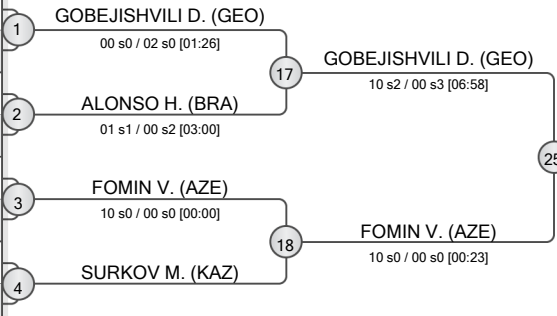 1
GOBEJISHVILI D. (GEO)
00 s0 / 02 s0 [01:26]
17
GOBEJISHVILI D. (GEO)
10 s2 / 00 s3 [06:58]
2
ALONSO H. (BRA)
01 s1 / 00 s2 [03:00]
25
3
FOMIN V. (AZE)
10 s0 / 00 s0 [00:00]
18
FOMIN V. (AZE)
10 s0 / 00 s0 [00:23]
4
SURKOV M. (KAZ)